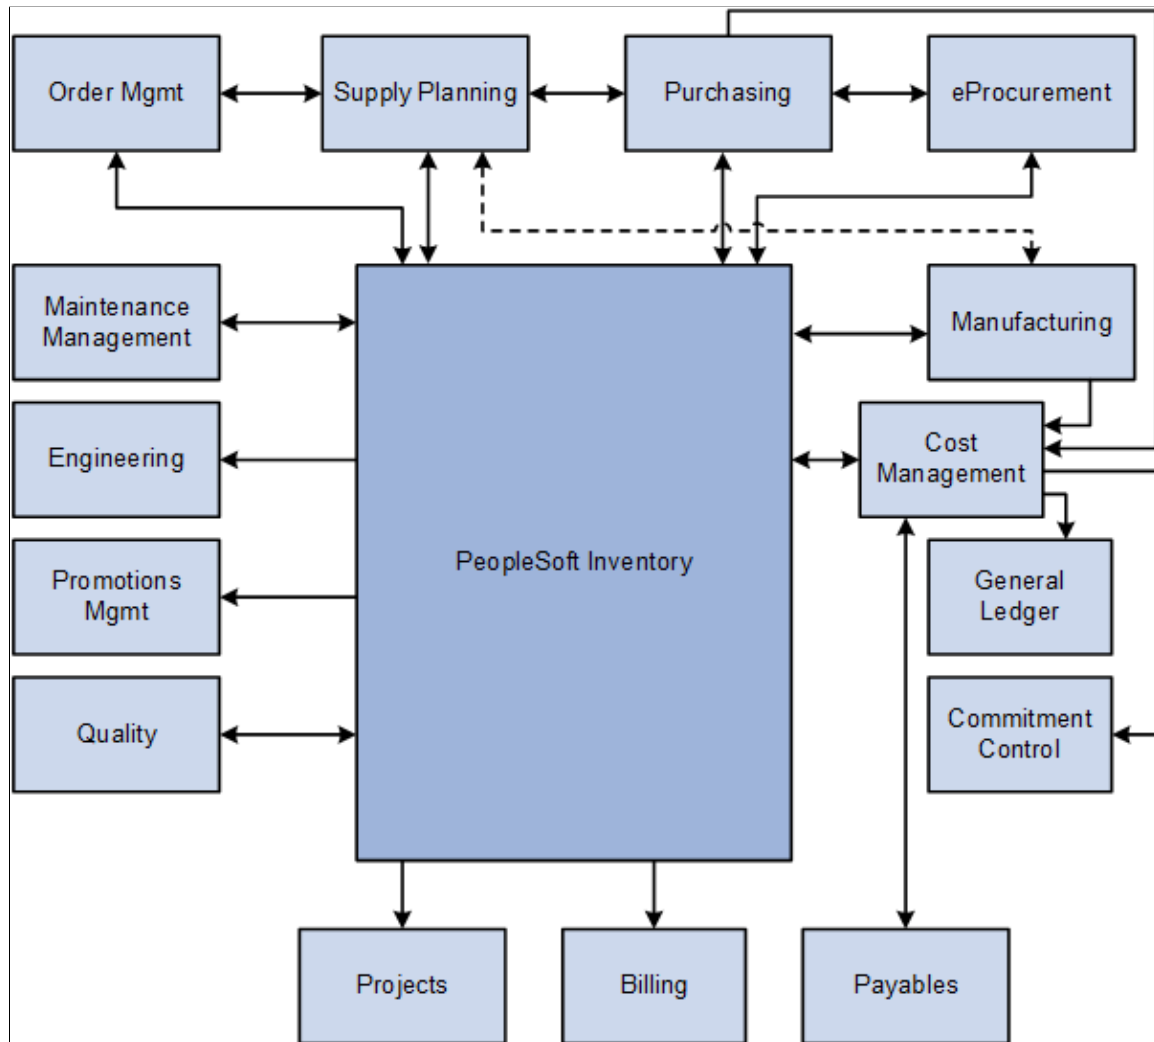 Order Mgmt
Supply Planning
Purchasing
eProcurement
Maintenance
Management
Manufacturing
Engineering
Cost
Management
PeopleSoft Inventory
Promotions
Mgmt
General
Ledger
Quality
Commitment
Control
Projects
Billing
Payables